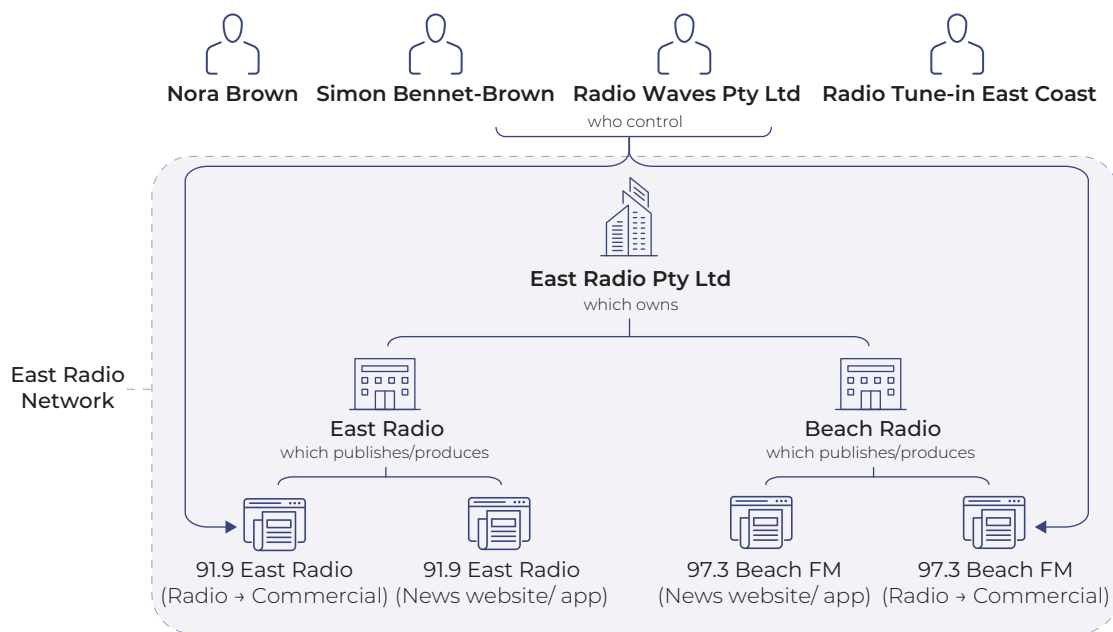 Nora Brown
Simon Bennet-Brown
Radio Waves Pty Ltd
Radio Tune-in East Coast
who control
East Radio Pty Ltd
which owns
East Radio
Network
East Radio
which publishes/produces
Beach Radio
which publishes/produces
91.9 East Radio
(Radio → Commercial)
91.9 East Radio
(News website/ app)
97.3 Beach FM
(News website/ app)
97.3 Beach FM
(Radio → Commercial)